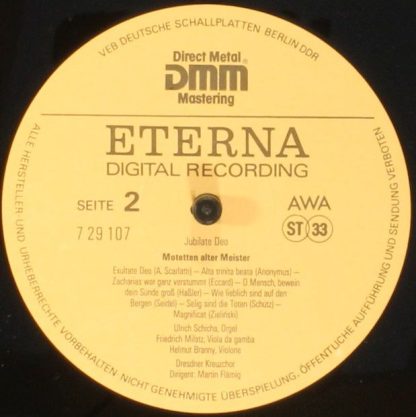 VEB DEUTSCHE SCHALLPLATTEN BERLIN DDR
Direct Metal
DMM
Mastering
ETERNA
DIGITAL RECORDING
SEITE 2
AWA
7 29 107
ST 33
Jubilate Deo
Motetten alter Meister
Exultate Deo (A. Scarlatti) – Alta trinita beata (Anonymus) –
Zacharias war ganz verstummt (Eccard) – O Mensch, bewein
dein Sünde groß (Haßler) – Wie lieblich sind auf den
Bergen (Seidel) – Selig sind die Toten (Schütz) –
Magnificat (Zieliński)
Ulrich Schicha, Orgel
Friedrich Milatz, Viola da gamba
Helmut Branny, Violone
Dresdner Kreuzchor
Dirigent: Martin Flämig
ALLE HERSTELLER- UND URHEBERRECHTE VORBEHALTEN NICHT GENEHMIGTE ÜBERSPIELUNG, ÖFFENTLICHE AUFFÜHRUNG UND SENDUNG VERBOTEN